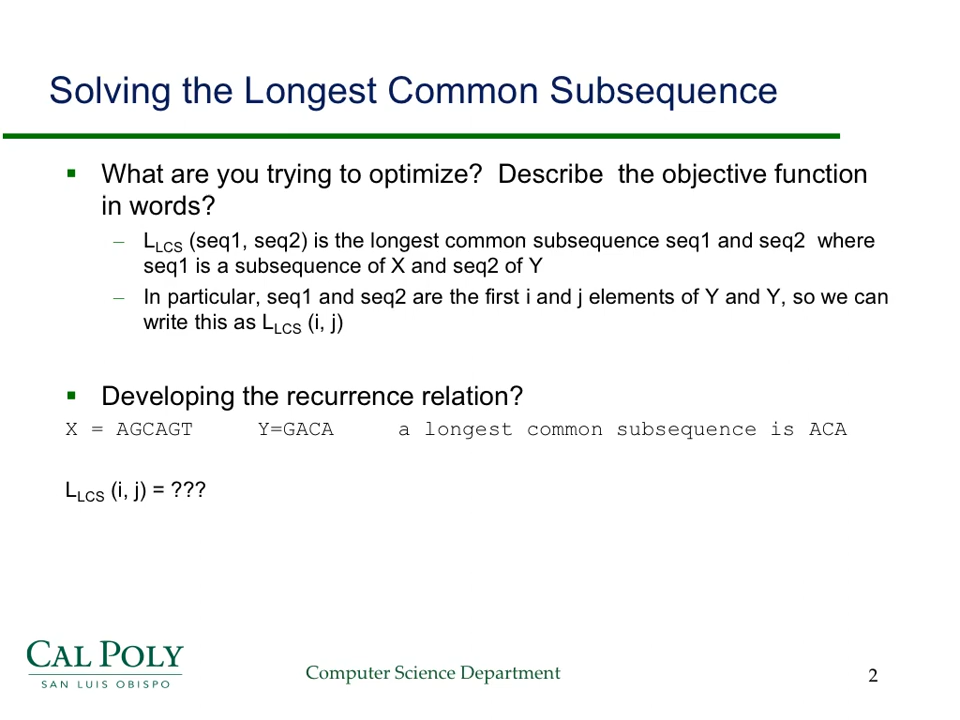 Solving the Longest Common Subsequence
▪ What are you trying to optimize? Describe the objective function
in words?
– LLCS (seq1, seq2) is the longest common subsequence seq1 and seq2 where
seq1 is a subsequence of X and seq2 of Y
– In particular, seq1 and seq2 are the first i and j elements of Y and Y, so we can
write this as LLCS (i, j)
▪ Developing the recurrence relation?
X = AGCAGT Y=GACA a longest common subsequence is ACA
LLCS (i, j) = ???
CAL POLY
SAN LUIS OBISPO
Computer Science Department
2